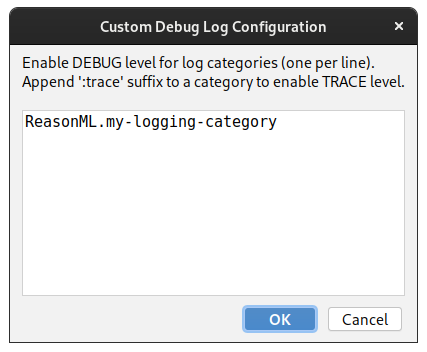 Custom Debug Log Configuration
Enable DEBUG level for log categories (one per line).
Append ':trace' suffix to a category to enable TRACE level.
ReasonML.my-logging-category
OK
Cancel